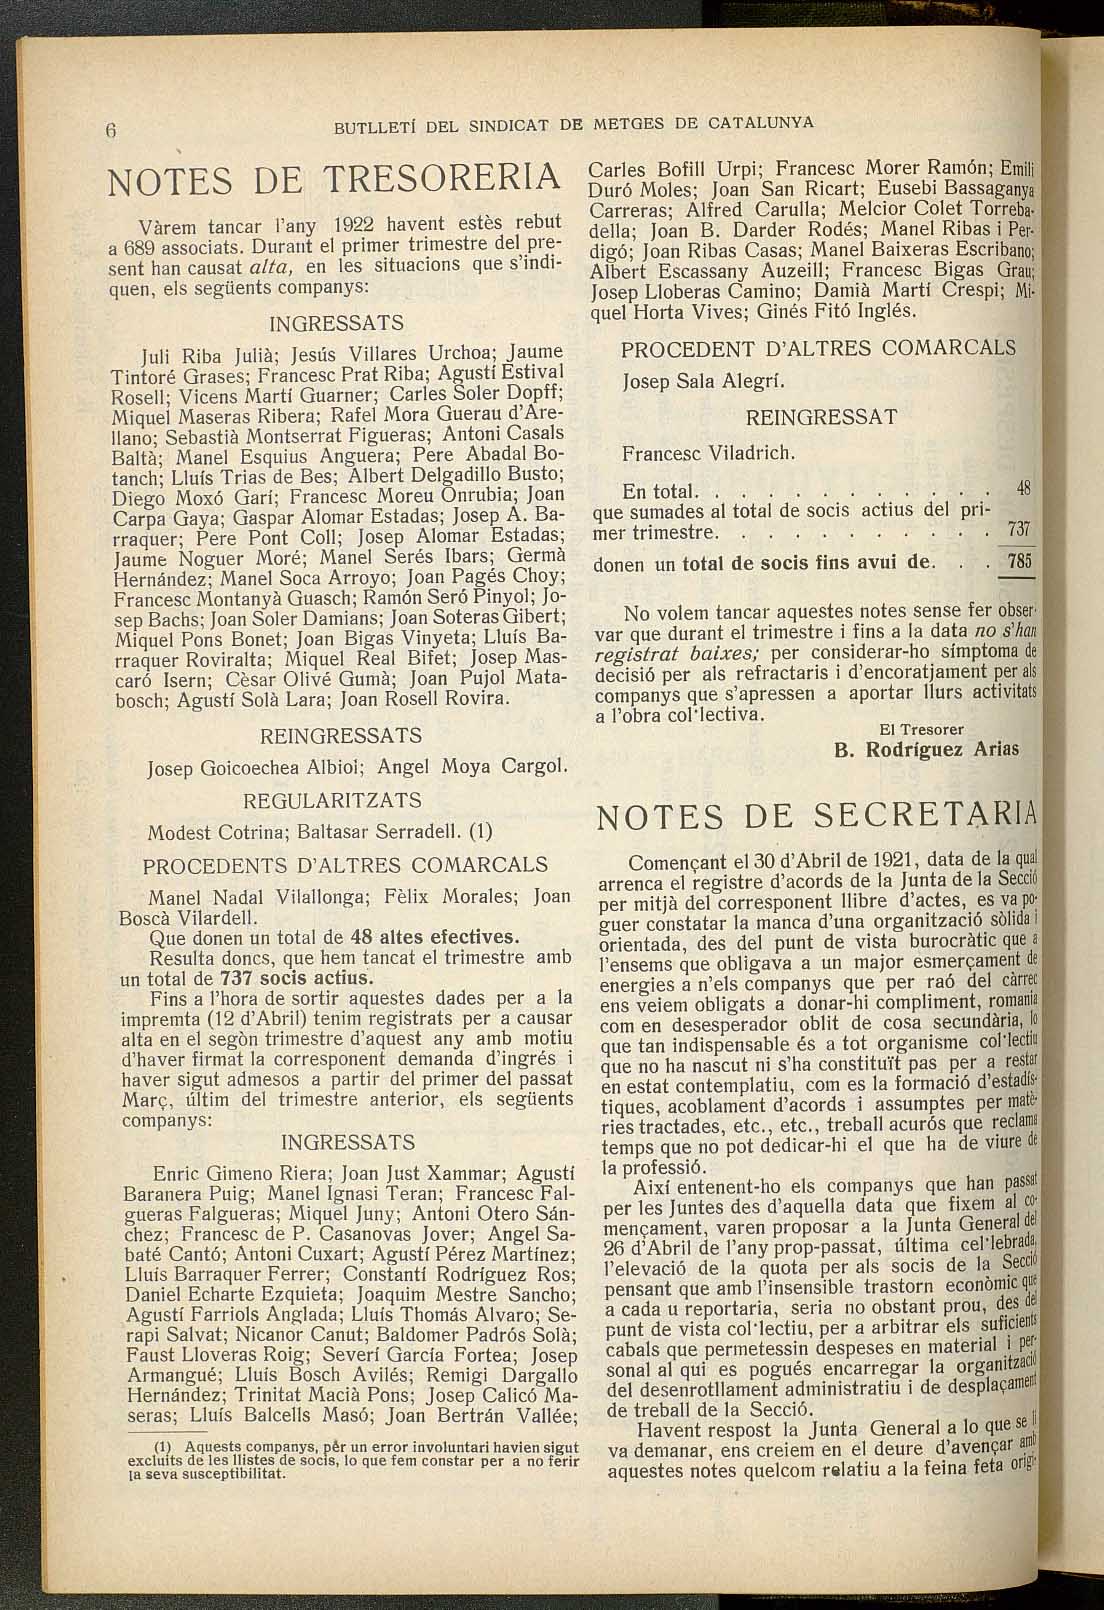 6
BUTLLETÍ DEL SINDICAT DE METGES DE CATALUNYA
NOTES DE TRESORERIA
Vàrem tancar l'any 1922 havent estès rebut
a 689 associats. Durant el primer trimestre del pre-
sent han causat alta, en les situacions que s'indi-
quen, els següents companys:
INGRESSATS
Juli Riba Julià; Jesús Villares Urchoa; Jaume
Tintoré Grases; Francesc Prat Riba; Agustí Estival
Rosell; Vicens Martí Guarner; Carles Soler Dopff;
Miquel Maseras Ribera; Rafel Mora Guerau d'Are-
llano; Sebastià Montserrat Figueras; Antoni Casals
Baltà; Manel Esquius Anguera; Pere Abadal Bo-
tanch; Lluís Trias de Bes; Albert Delgadillo Busto;
Diego Moxó Garí; Francesc Moreu Onrubia; Joan
Carpa Gaya; Gaspar Alomar Estadas; Josep A. Ba-
rraquer; Pere Pont Coll; Josep Alomar Estadas;
Jaume Noguer Moré; Manel Serés Ibars; Germà
Hernández; Manel Soca Arroyo; Joan Pagés Choy;
Francesc Montanyà Guasch; Ramón Seró Pinyol; Jo-
sep Bachs; Joan Soler Damians; Joan Soteras Gibert;
Miquel Pons Bonet; Joan Bigas Vinyeta; Lluís Ba-
rraquer Roviralta; Miquel Real Bifet; Josep Mas-
caró Isern; Cèsar Olivé Gumà; Joan Pujol Mata-
bosch; Agustí Solà Lara; Joan Rosell Rovira.
REINGRESSATS
Josep Goicoechea Albioi; Angel Moya Cargol.
REGULARITZATS
Modest Cotrina; Baltasar Serradell. (1)
PROCEDENTS D'ALTRES COMARCALS
Manel Nadal Vilallonga; Fèlix Morales; Joan
Boscà Vilardell.
Que donen un total de 48 altes efectives.
Resulta doncs, que hem tancat el trimestre amb
un total de 737 socis actius.
Fins a l'hora de sortir aquestes dades per a la
impremta (12 d'Abril) tenim registrats per a causar
alta en el segòn trimestre d'aquest any amb motiu
d'haver firmat la corresponent demanda d'ingrés i
haver sigut admesos a partir del primer del passat
Març, últim del trimestre anterior, els següents
companys:
INGRESSATS
Enric Gimeno Riera; Joan Just Xammar; Agustí
Baranera Puig; Manel Ignasi Teran; Francesc Fal-
gueras Falgueras; Miquel Juny; Antoni Otero Sán-
chez; Francesc de P. Casanovas Jover; Angel Sa-
baté Cantó; Antoni Cuxart; Agustí Pérez Martínez;
Lluís Barraquer Ferrer; Constantí Rodríguez Ros;
Daniel Echarte Ezquieta; Joaquim Mestre Sancho;
Agustí Farriols Anglada; Lluís Thomás Alvaro; Se-
rapi Salvat; Nicanor Canut; Baldomer Padrós Solà;
Faust Lloveras Roig; Severí García Fortea; Josep
Armangué; Lluís Bosch Avilés; Remigi Dargallo
Hernández; Trinitat Macià Pons; Josep Calicó Ma-
seras; Lluís Balcells Masó; Joan Bertrán Vallée;
(1) Aquests companys, pêr un error involuntari havien sigut
excluits de les llistes de socis, lo que fem constar per a no ferir
la seva susceptibilitat.
Carles Bofill Urpi; Francesc Morer Ramón; Emili
Duró Moles; Joan San Ricart; Eusebi Bassaganya
Carreras; Alfred Carulla; Melcior Colet Torreba-
della; Joan B. Darder Rodés; Manel Ribas i Per-
digó; Joan Ribas Casas; Manel Baixeras Escribano;
Albert Escassany Auzeill; Francesc Bigas Grau;
Josep Lloberas Camino; Damià Martí Crespi; Mi-
quel Horta Vives; Ginés Fitó Inglés.
PROCEDENT D'ALTRES COMARCALS
Josep Sala Alegrí.
REINGRESSAT
Francesc Viladrich.
En total. . . . . . . . . . . . 48
que sumades al total de socis actius del pri-
mer trimestre. . . . . . . . . . . 737
donen un total de socis fins avui de. . . 785
No volem tancar aquestes notes sense fer obser-
var que durant el trimestre i fins a la data no s'han
registrat baixes; per considerar-ho símptoma de
decisió per als refractaris i d'encoratjament per als
companys que s'apressen a aportar llurs activitats
a l'obra col·lectiva.
El Tresorer
B. Rodríguez Arias
NOTES DE SECRETARIA
Començant el 30 d'Abril de 1921, data de la qual
arrenca el registre d'acords de la Junta de la Secció
per mitjà del corresponent llibre d'actes, es va po-
guer constatar la manca d'una organització sòlida i
orientada, des del punt de vista burocràtic que a
l'ensems que obligava a un major esmerçament de
energies a n'els companys que per raó del càrrec
ens veiem obligats a donar-hi compliment, romania
com en desesperador oblit de cosa secundària, lo
que tan indispensable és a tot organisme col·lectiu
que no ha nascut ni s'ha constituït pas per a restar
en estat contemplatiu, com es la formació d'estadís-
tiques, acoblament d'acords i assumptes per matè-
ries tractades, etc., etc., treball acurós que reclama
temps que no pot dedicar-hi el que ha de viure de
la professió.
Així entenent-ho els companys que han passat
per les Juntes des d'aquella data que fixem al co-
mençament, varen proposar a la Junta General del
26 d'Abril de l'any prop-passat, última cel·lebrada,
l'elevació de la quota per als socis de la Secció
pensant que amb l'insensible trastorn econòmic que
a cada u reportaria, seria no obstant prou, des del
punt de vista col·lectiu, per a arbitrar els suficients
cabals que permetessin despeses en material i per-
sonal al qui es pogués encarregar la organització
del desenrotllament administratiu i de desplaçament
de treball de la Secció.
Havent respost la Junta General a lo que se li
va demanar, ens creiem en el deure d'avençar amb
aquestes notes quelcom relatiu a la feina feta origi-